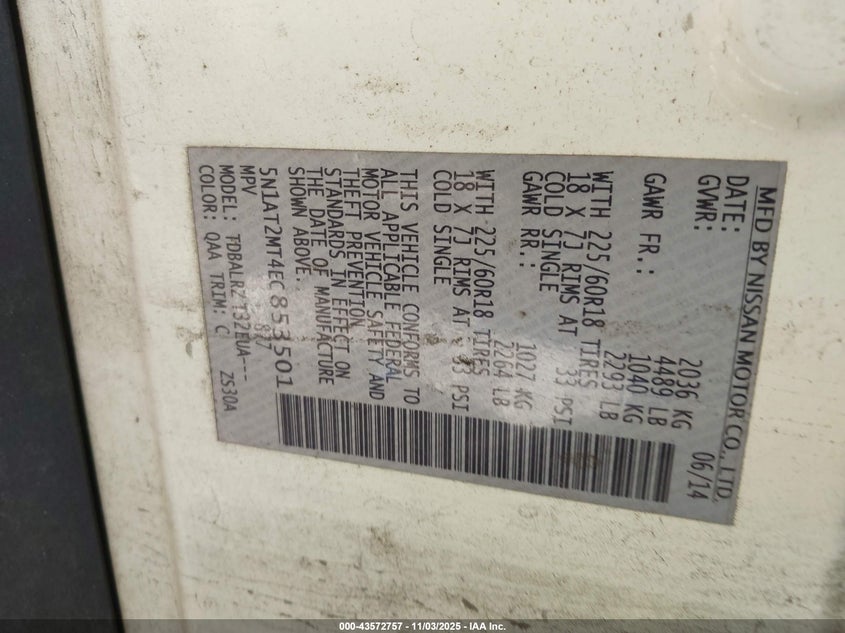 MFD BY NISSAN MOTOR CO., LTD.
DATE: 06/14
GVWR: 2036 KG
4489 LB
GAWR FR.: 1040 KG
2293 LB
WITH 225/60R18 TIRES,
18 X 7J RIMS AT 33 PSI
COLD SINGLE
GAWR RR.: 1027 KG
2264 LB
WITH 225/60R18 TIRES
18 X 7J RIMS AT 33 PSI
COLD SINGLE
THIS VEHICLE CONFORMS TO
ALL APPLICABLE FEDERAL
MOTOR VEHICLE SAFETY AND
THEFT PREVENTION
STANDARDS IN EFFECT ON
THE DATE OF MANUFACTURE
SHOWN ABOVE.
5N1AT2MT4EC853501
MPV
MODEL:
COLOR: QAA TRIM: C ZS30A
000-43572757 - 11/03/2025 - IAA Inc.